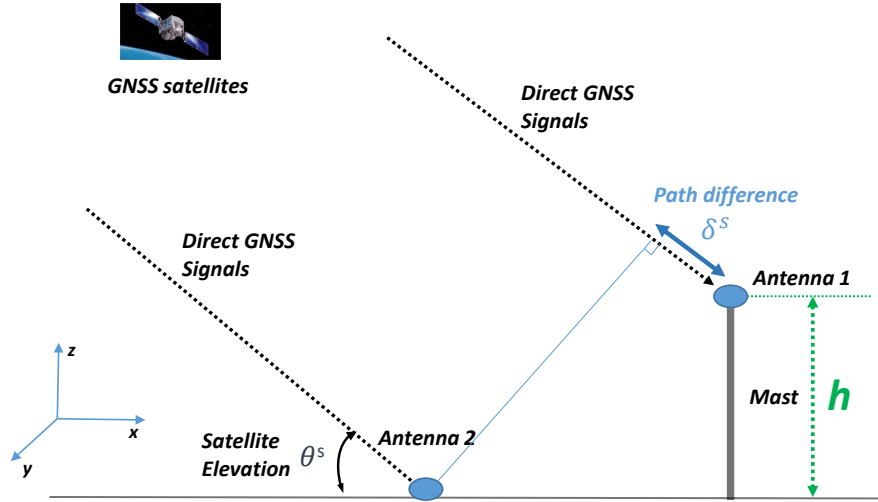 GNSS satellites
Direct GNSS
Signals
Path difference
δˢ
Direct GNSS
Signals
Antenna 1
z
x
y
Mast
h
Satellite
Elevation
θˢ
Antenna 2